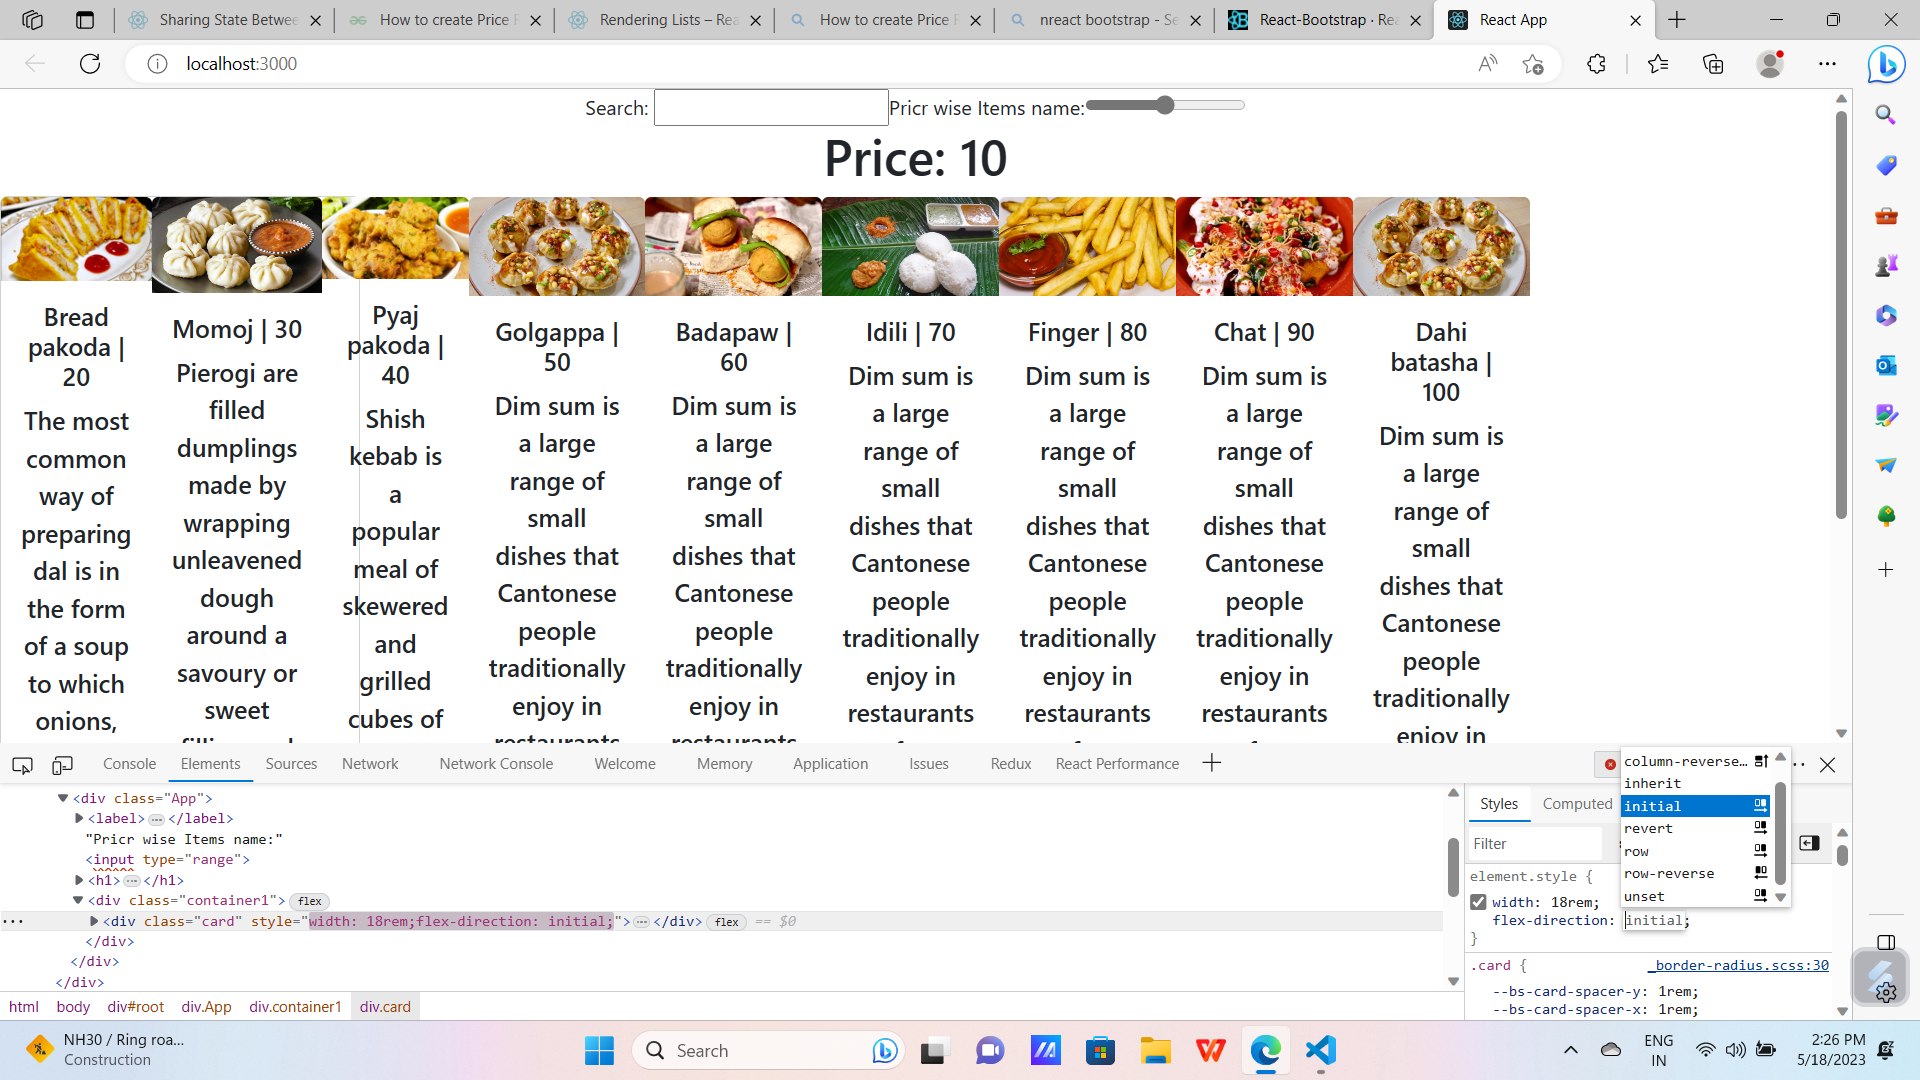 Sharing State Betwee
How to create Price R
Rendering Lists – Rea
How to create Price R
nreact bootstrap - Se
React-Bootstrap · Rea
React App
localhost:3000
Search:
Pricr wise Items name:
Price: 10
Bread
pakoda |
20
The most
common
way of
preparing
dal is in
the form
of a soup
to which
onions,
Momoj | 30
Pierogi are
filled
dumplings
made by
wrapping
unleavened
dough
around a
savoury or
sweet
Pyaj
pakoda |
40
Shish
kebab is
a
popular
meal of
skewered
and
grilled
cubes of
Golgappa |
50
Dim sum is
a large
range of
small
dishes that
Cantonese
people
traditionally
enjoy in
restaurants
Badapaw |
60
Dim sum is
a large
range of
small
dishes that
Cantonese
people
traditionally
enjoy in
restaurants
Idili | 70
Dim sum is
a large
range of
small
dishes that
Cantonese
people
traditionally
enjoy in
restaurants
Finger | 80
Dim sum is
a large
range of
small
dishes that
Cantonese
people
traditionally
enjoy in
restaurants
Chat | 90
Dim sum is
a large
range of
small
dishes that
Cantonese
people
traditionally
enjoy in
restaurants
Dahi
batasha |
100
Dim sum is
a large
range of
small
dishes that
Cantonese
people
traditionally
enjoy in
Console Elements Sources Network Network Console Welcome Memory Application Issues Redux React Performance
<div class="App">
<label> ⋯ </label>
"Pricr wise Items name:"
<input type="range">
<h1> ⋯ </h1>
<div class="container1"> flex
<div class="card" style="width: 18rem;flex-direction: initial;"> ⋯ </div> flex == $0
</div>
</div>
</div>
html body div#root div.App div.container1 div.card
Styles Computed
Filter
element.style {
width: 18rem;
flex-direction: initial;
}
.card {
_border-radius.scss:30
--bs-card-spacer-y: 1rem;
--bs-card-spacer-x: 1rem;
column-reverse…
inherit
initial
revert
row
row-reverse
unset
NH30 / Ring roa...
Construction
Search
ENG
IN
2:26 PM
5/18/2023